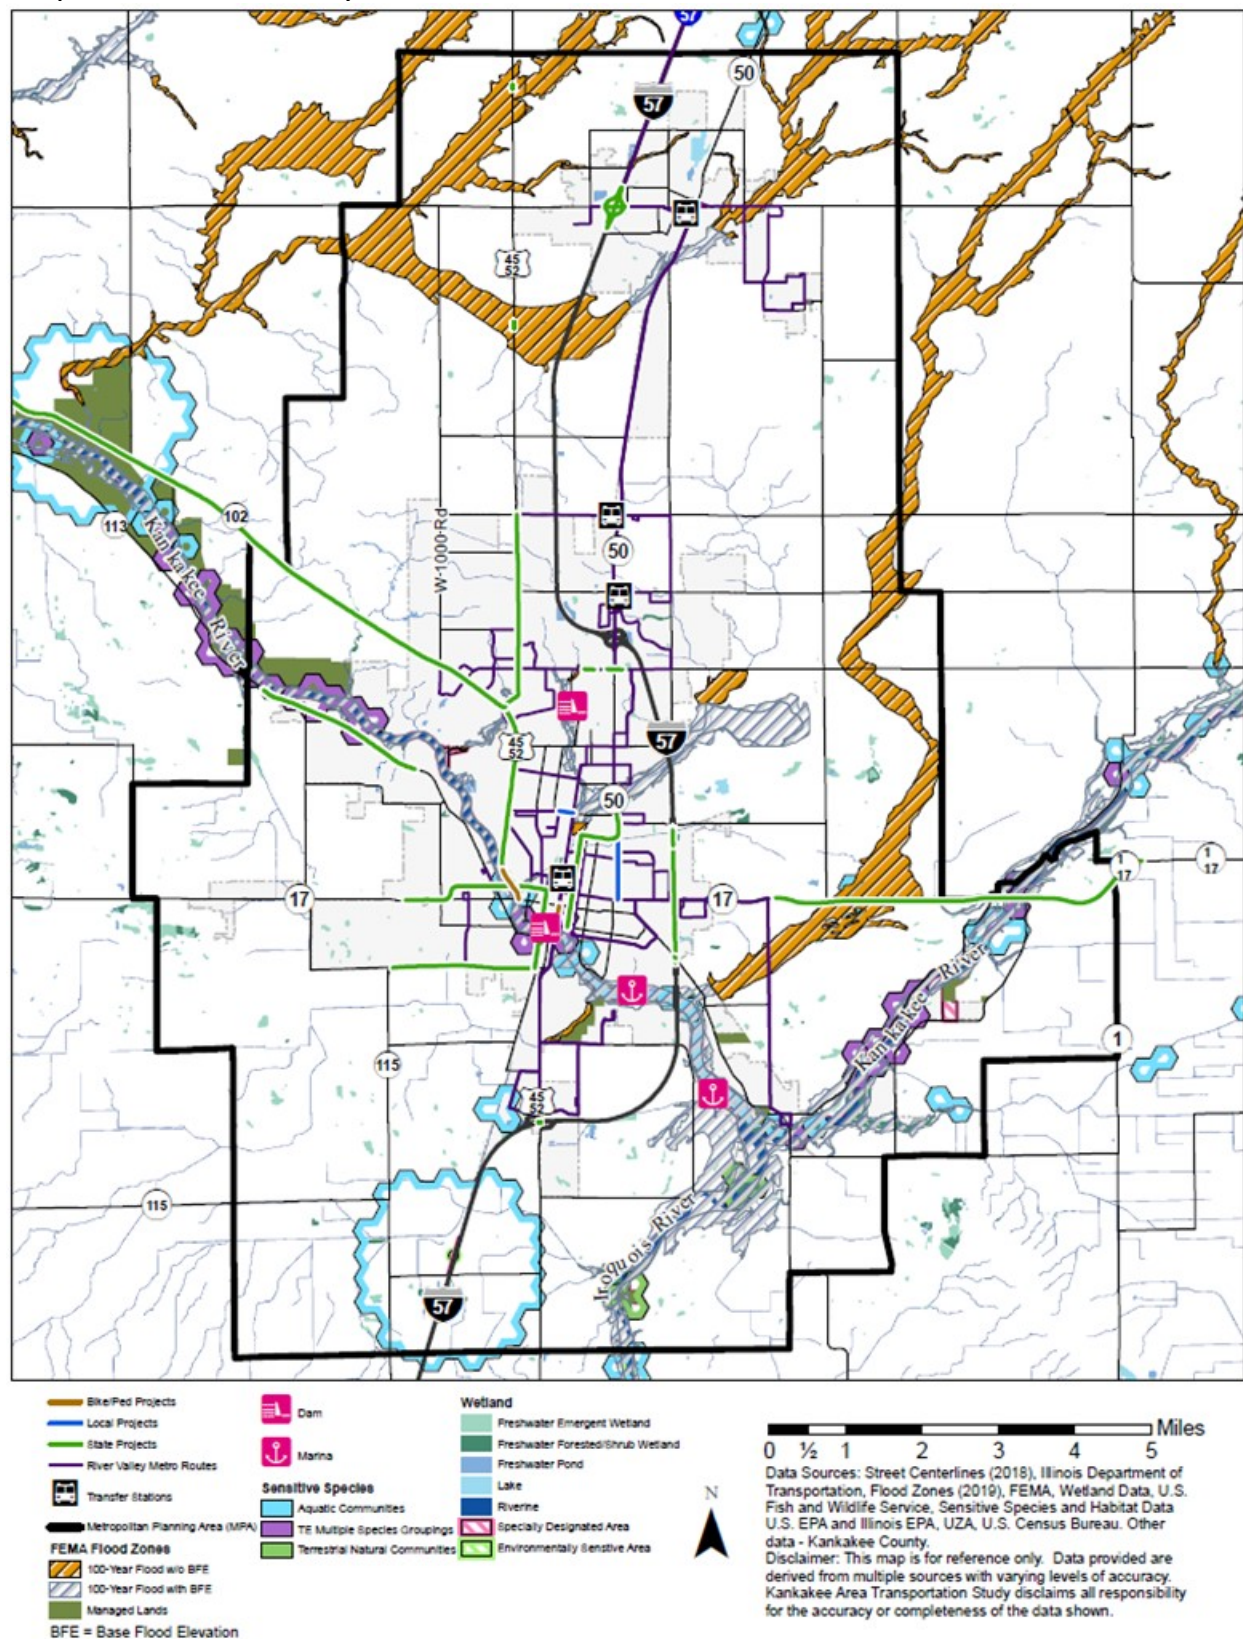 57
50
57
45
52
102
113
Kankakee River
W-1000-Rd
50
45
52
57
50
17
17
1
17
1
17
Kankakee River
1
115
45
52
115
Iroquois River
57
Bike/Ped Projects
Local Projects
State Projects
River Valley Metro Routes
Transfer Stations
Metropolitan Planning Area (MPA)
FEMA Flood Zones
100-Year Flood w/o BFE
100-Year Flood with BFE
Managed Lands
BFE = Base Flood Elevation
Dam
Marina
Sensitive Species
Aquatic Communities
TE Multiple Species Groupings
Terrestrial Natural Communities
Wetland
Freshwater Emergent Wetland
Freshwater Forested/Shrub Wetland
Freshwater Pond
Lake
Riverine
Specially Designated Area
Environmentally Senstive Area
N
0 ½ 1 2 3 4 5 Miles
Data Sources: Street Centerlines (2018), Illinois Department of
Transportation, Flood Zones (2019), FEMA, Wetland Data, U.S.
Fish and Wildlife Service, Sensitive Species and Habitat Data
U.S. EPA and Illinois EPA, UZA, U.S. Census Bureau. Other
data - Kankakee County.
Disclaimer: This map is for reference only. Data provided are
derived from multiple sources with varying levels of accuracy.
Kankakee Area Transportation Study disclaims all responsibility
for the accuracy or completeness of the data shown.